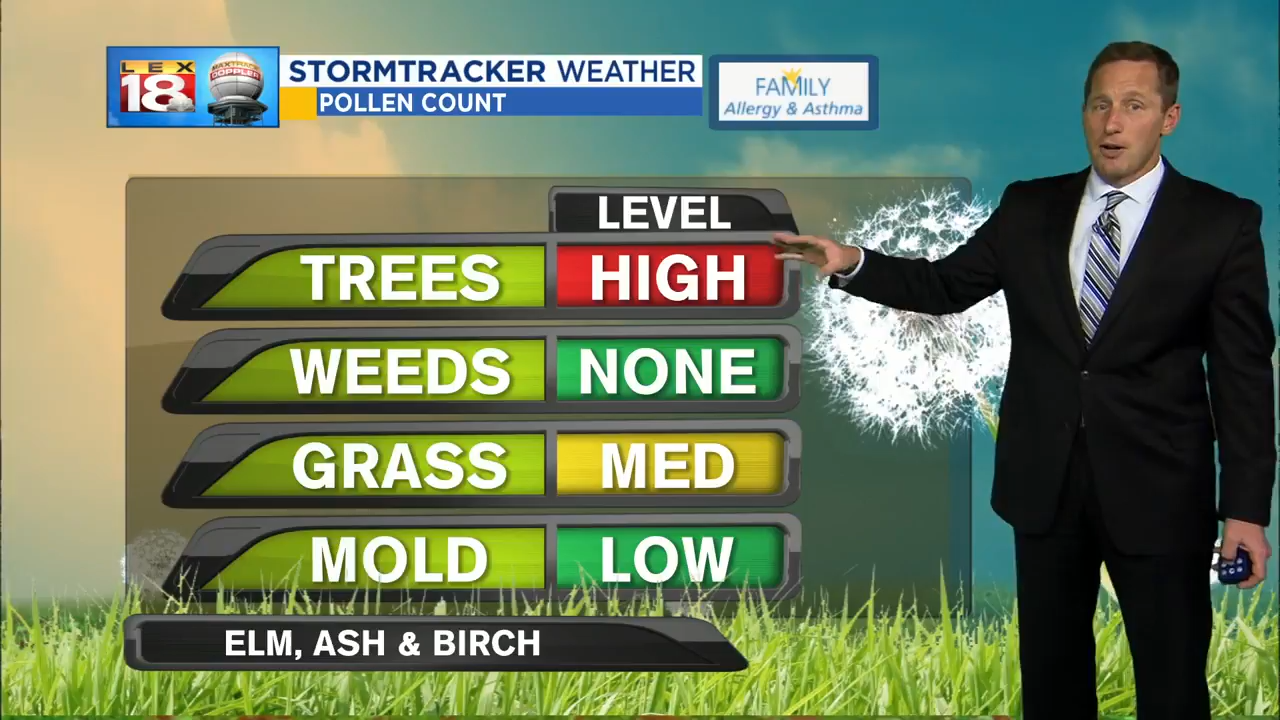 LEX
18
MAXTRACK
DOPPLER
STORMTRACKER WEATHER
POLLEN COUNT
FAMILY
Allergy & Asthma
LEVEL
TREES HIGH
WEEDS NONE
GRASS MED
MOLD LOW
ELM, ASH & BIRCH